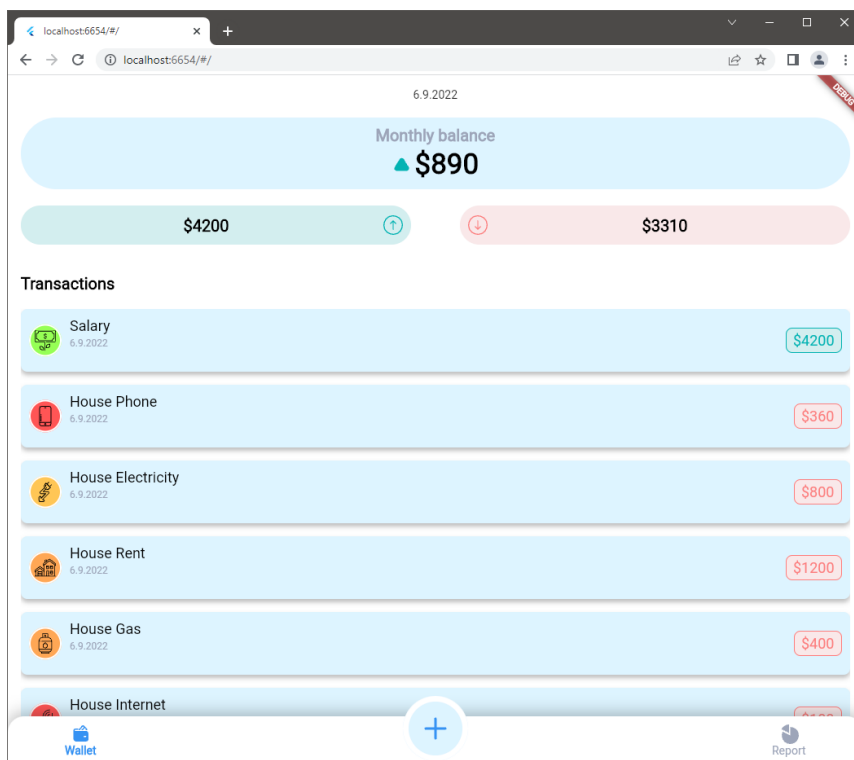 localhost:6654/#/
localhost:6654/#/
DEBUG
6.9.2022
Monthly balance
$890
$4200
$3310
Transactions
Salary
6.9.2022
$4200
House Phone
6.9.2022
$360
House Electricity
6.9.2022
$800
House Rent
6.9.2022
$1200
House Gas
6.9.2022
$400
House Internet
Wallet
Report